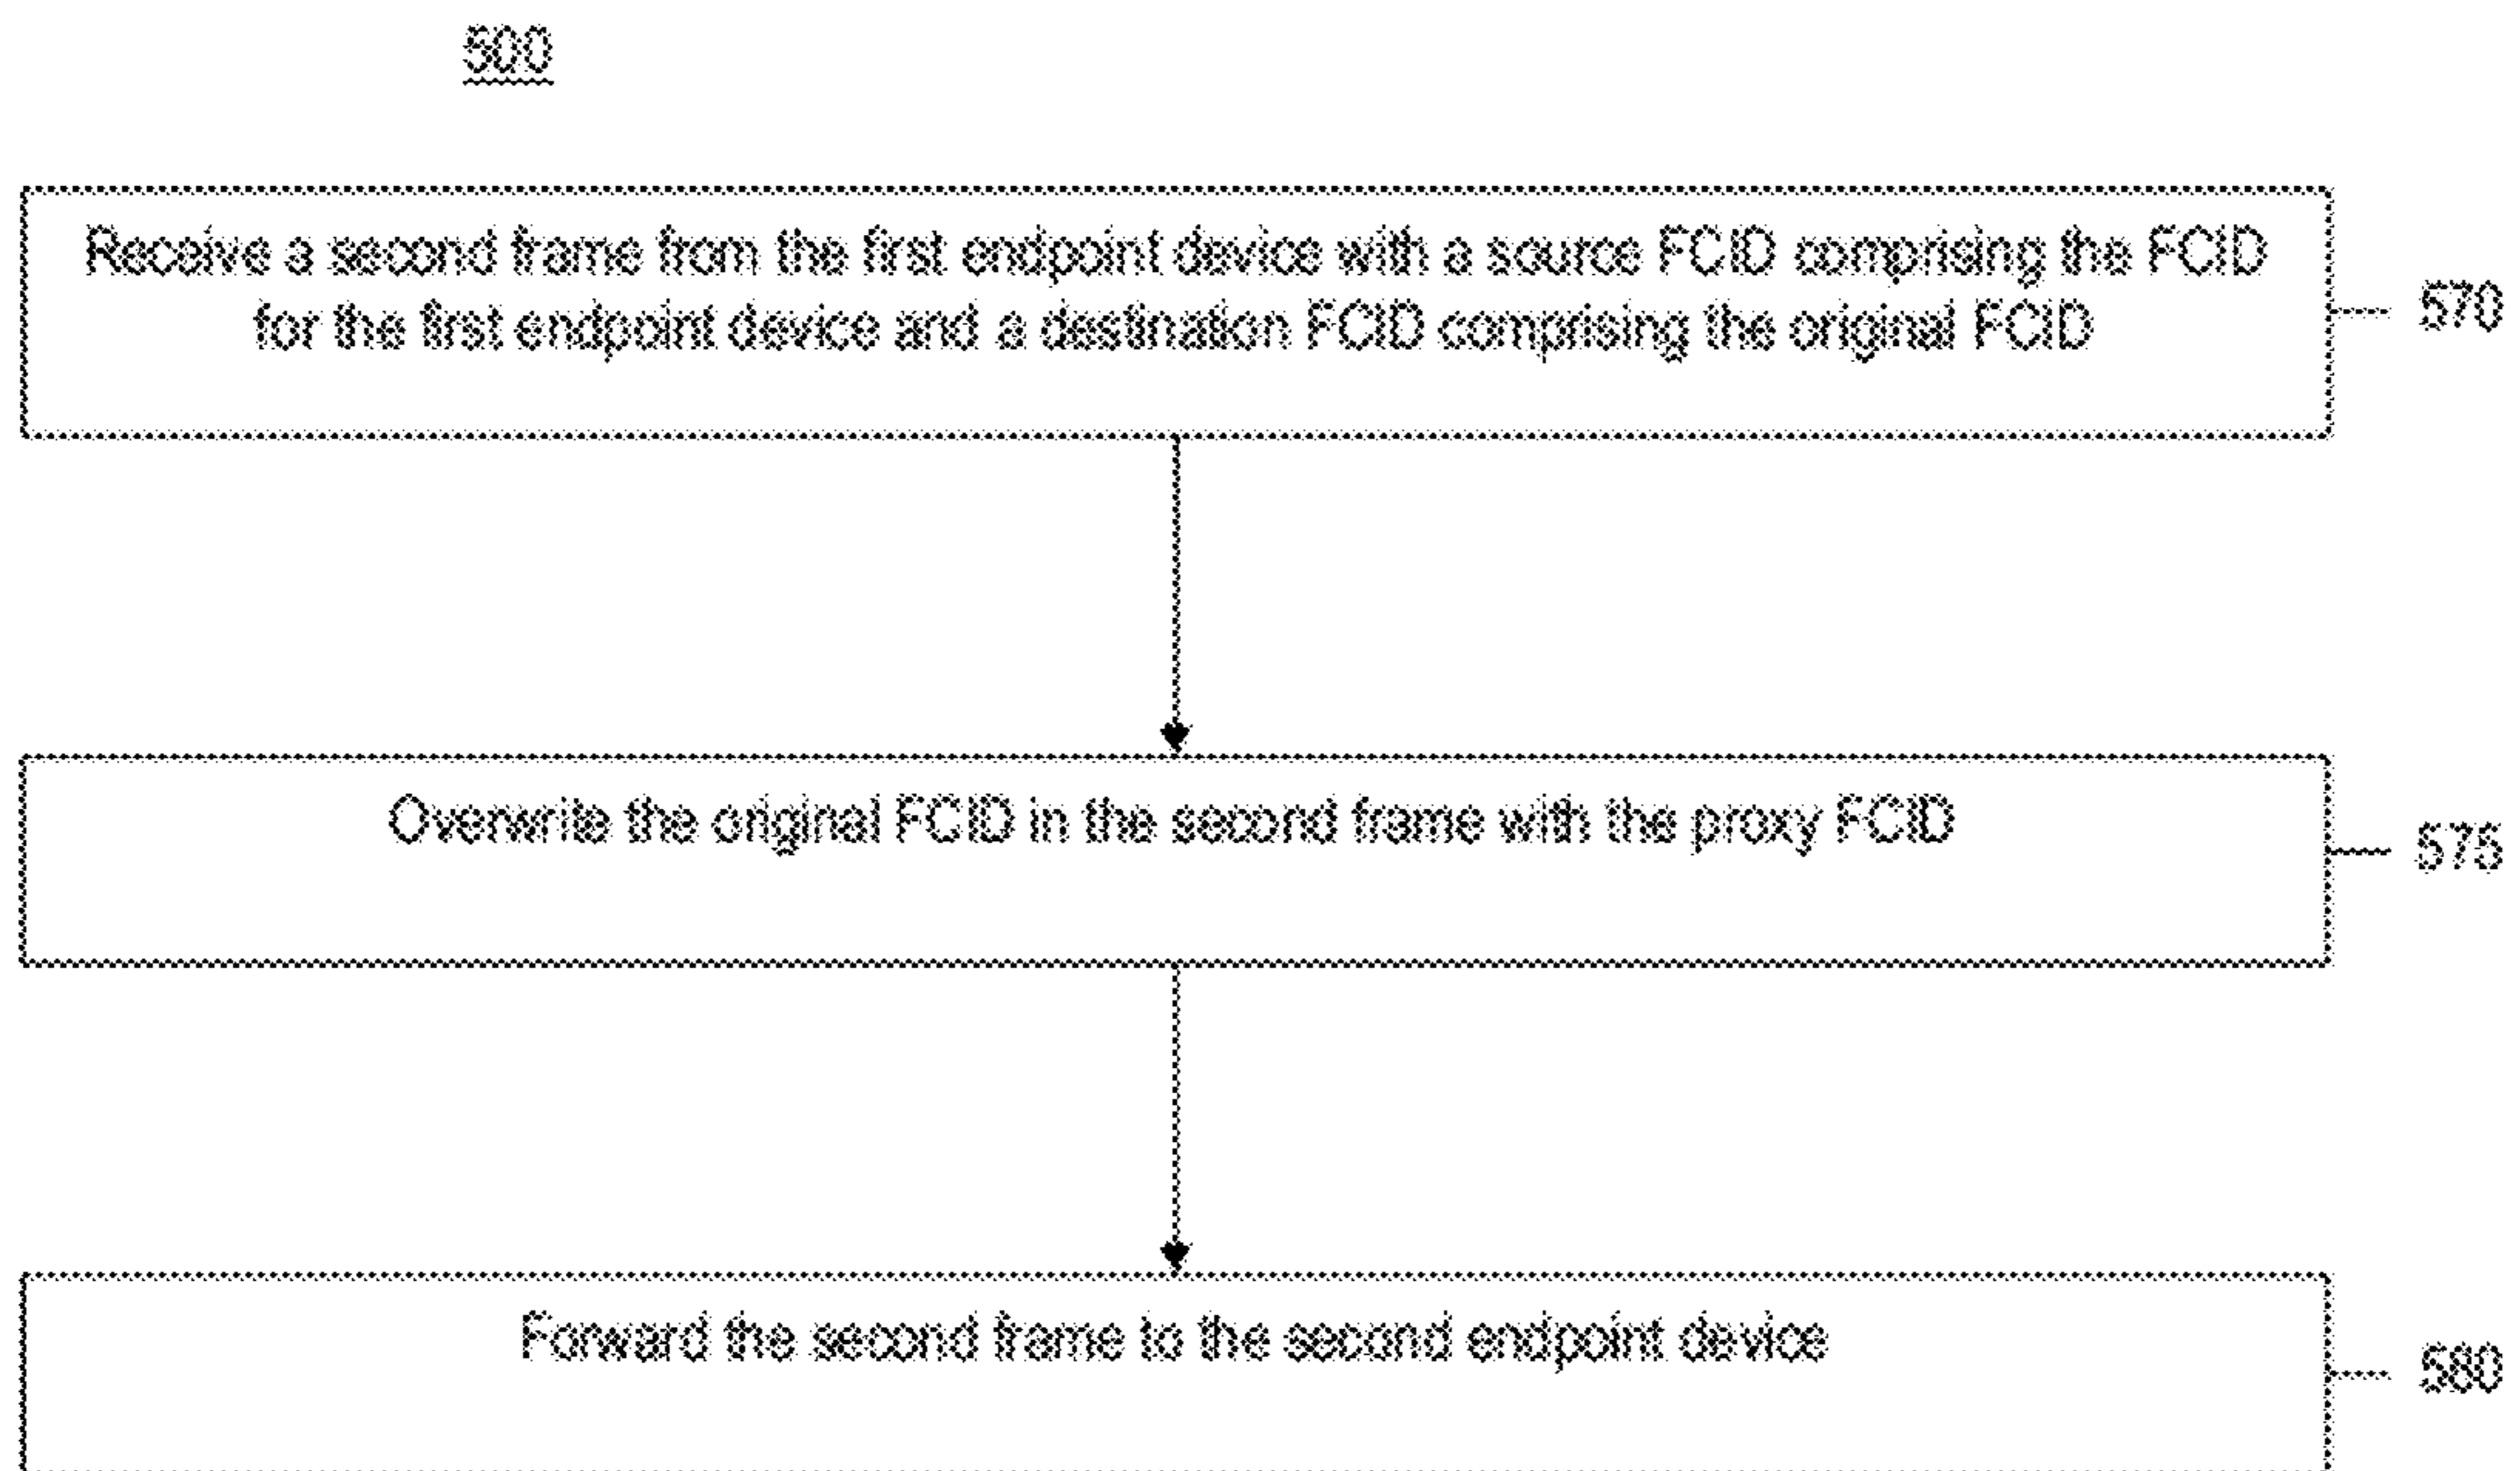 500
Receive a second frame from the first endpoint device with a source FCID comprising the FCID
for the first endpoint device and a destination FCID comprising the original FCID
570
Overwrite the original FCID in the second frame with the proxy FCID
575
Forward the second frame to the second endpoint device
580